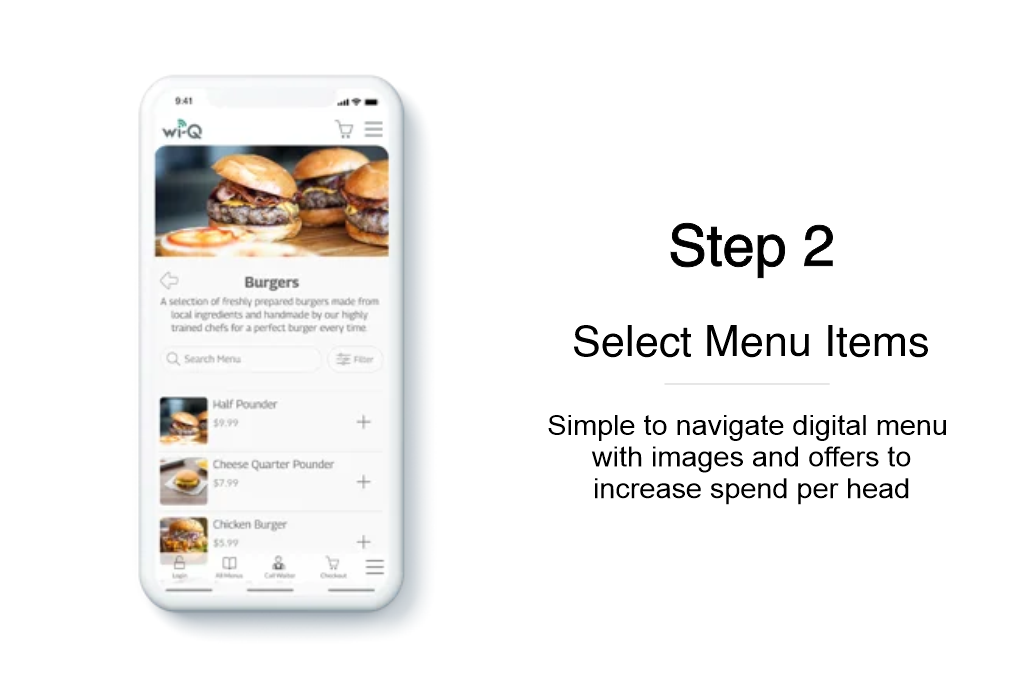 9:41
wi-Q
Burgers
A selection of freshly prepared burgers made from
local ingredients and handmade by our highly
trained chefs for a perfect burger every time
Search Menu
Filter
Half Pounder
$9.99
Cheese Quarter Pounder
$7.99
Chicken Burger
$5.99
Login
All Menus
Call Waiter
Checkout
Step 2
Select Menu Items
Simple to navigate digital menu
with images and offers to
increase spend per head